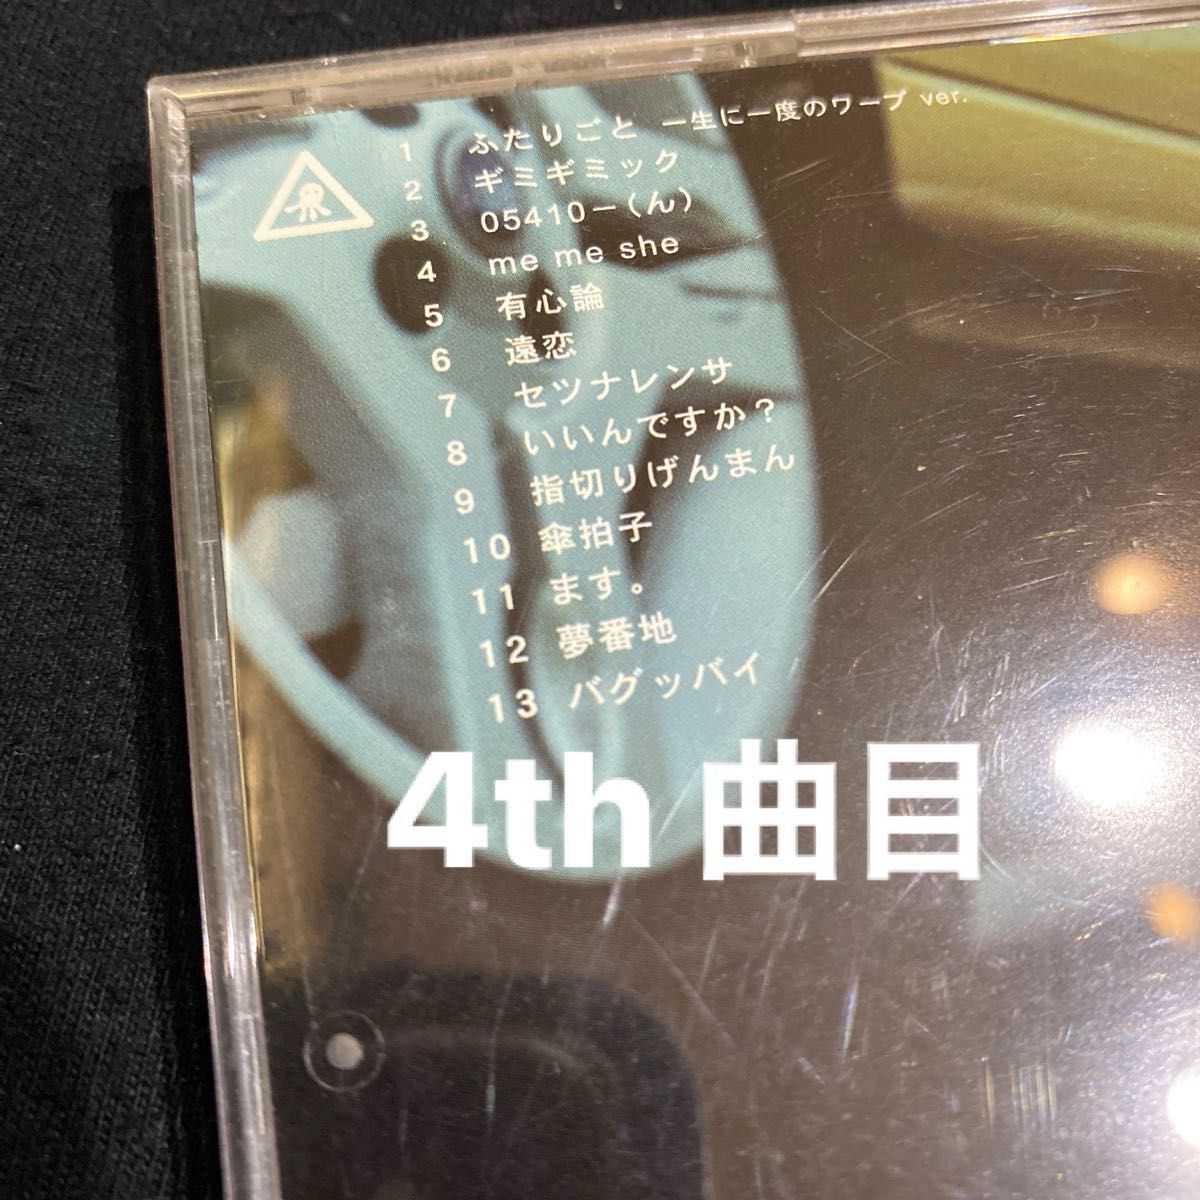 1 ふたりごと 一生に一度のワープ ver.
2 ギミギミック
3 05410-(ん)
4 me me she
5 有心論
6 遠恋
7 セツナレンサ
8 いいんですか?
9 指切りげんまん
10 傘拍子
11 ます。
12 夢番地
13 バグッバイ
4th 曲目